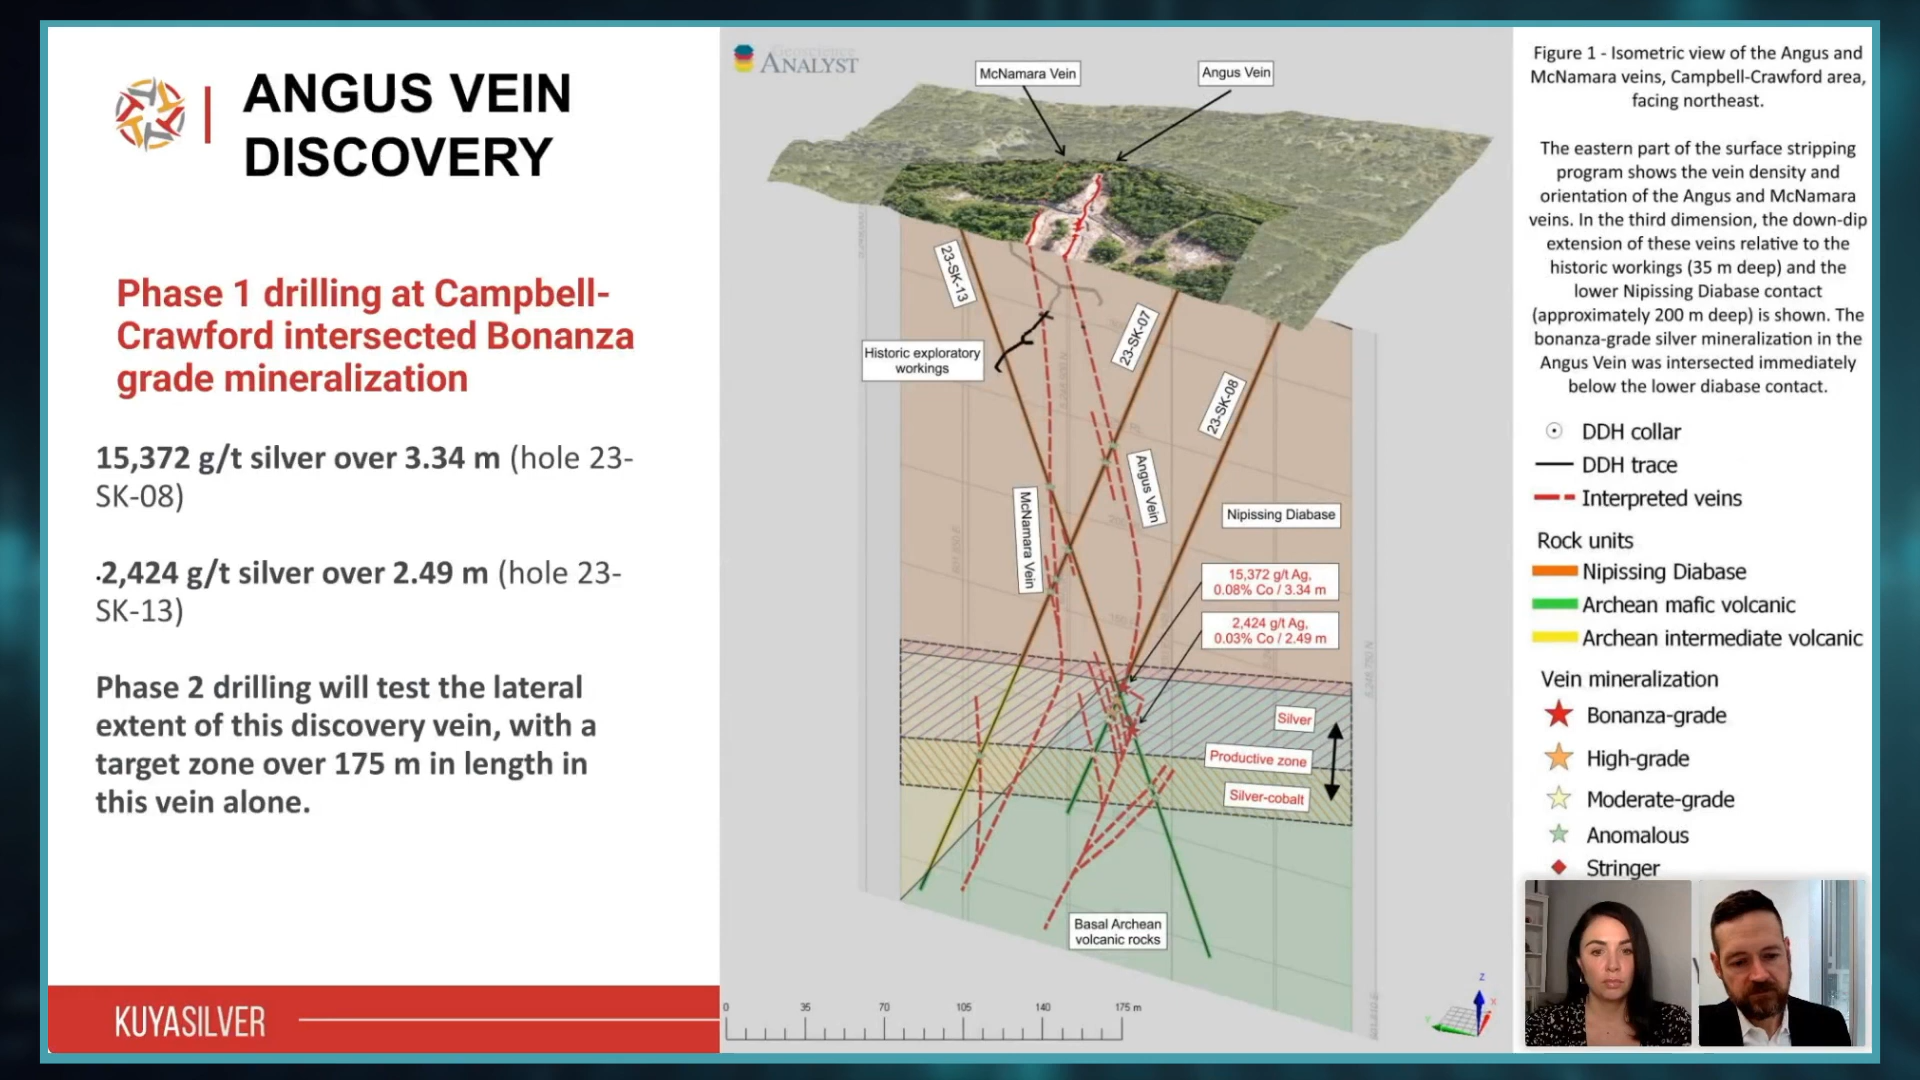 ANGUS VEIN
DISCOVERY
Phase 1 drilling at Campbell-
Crawford intersected Bonanza
grade mineralization
15,372 g/t silver over 3.34 m (hole 23-
SK-08)
.2,424 g/t silver over 2.49 m (hole 23-
SK-13)
Phase 2 drilling will test the lateral
extent of this discovery vein, with a
target zone over 175 m in length in
this vein alone.
KUYASILVER
Geoscience
ANALYST
McNamara Vein
Angus Vein
23-SK-13
23-SK-07
23-SK-08
Historic exploratory
workings
McNamara Vein
Angus Vein
Nipissing Diabase
15,372 g/t Ag,
0.08% Co / 3.34 m
2,424 g/t Ag,
0.03% Co / 2.49 m
Silver
Productive zone
Silver-cobalt
Basal Archean
volcanic rocks
0 35 70 105 140 175 m
Z
X
Figure 1 - Isometric view of the Angus and
McNamara veins, Campbell-Crawford area,
facing northeast.
The eastern part of the surface stripping
program shows the vein density and
orientation of the Angus and McNamara
veins. In the third dimension, the down-dip
extension of these veins relative to the
historic workings (35 m deep) and the
lower Nipissing Diabase contact
(approximately 200 m deep) is shown. The
bonanza-grade silver mineralization in the
Angus Vein was intersected immediately
below the lower diabase contact.
DDH collar
DDH trace
Interpreted veins
Rock units
Nipissing Diabase
Archean mafic volcanic
Archean intermediate volcanic
Vein mineralization
Bonanza-grade
High-grade
Moderate-grade
Anomalous
Stringer